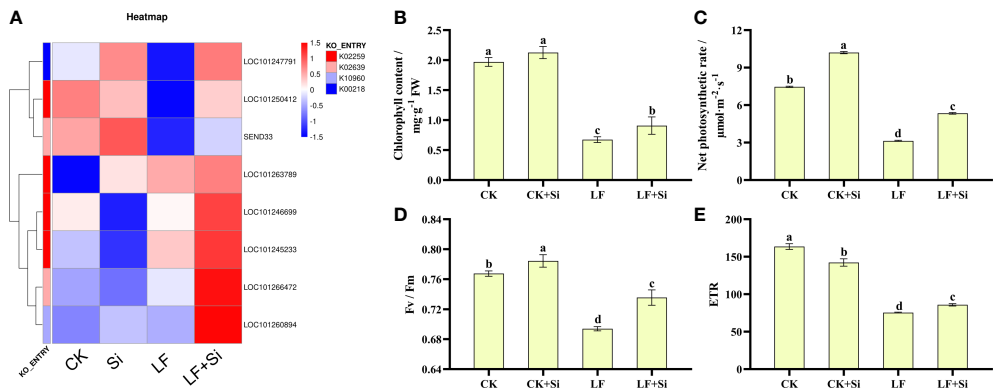 A
Heatmap
LOC101247791
LOC101250412
SEND33
LOC101263789
LOC101246699
LOC101245233
LOC101266472
LOC101260894
KO_ENTRY
CK
Si
LF
LF+Si
1.5
1
0.5
0
-0.5
-1
-1.5
KO_ENTRY
K02259
K02639
K10960
K00218
B
Chlorophyll content /
mg·g-1 FW
2.5
2.0
1.5
1.0
0.5
0.0
a
a
c
b
CK
CK+Si
LF
LF+Si
C
Net photosynthetic rate /
μmol·m-2·s-1
12
9
6
3
0
b
a
d
c
CK
CK+Si
LF
LF+Si
D
Fv / Fm
0.84
0.80
0.76
0.72
0.68
0.64
b
a
d
c
CK
CK+Si
LF
LF+Si
E
ETR
200
150
100
50
0
a
b
d
c
CK
CK+Si
LF
LF+Si